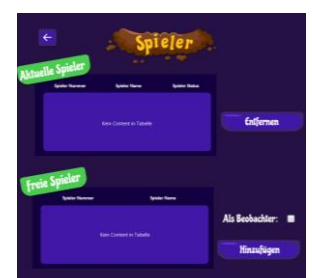 Spieler
Aktuelle Spieler
Spieler Nummer Spieler Name Spieler Status
Kein Content in Tabelle
Entfernen
Freie Spieler
Spieler Nummer Spieler Name
Kein Content in Tabelle
Als Beobachter:
Hinzufügen